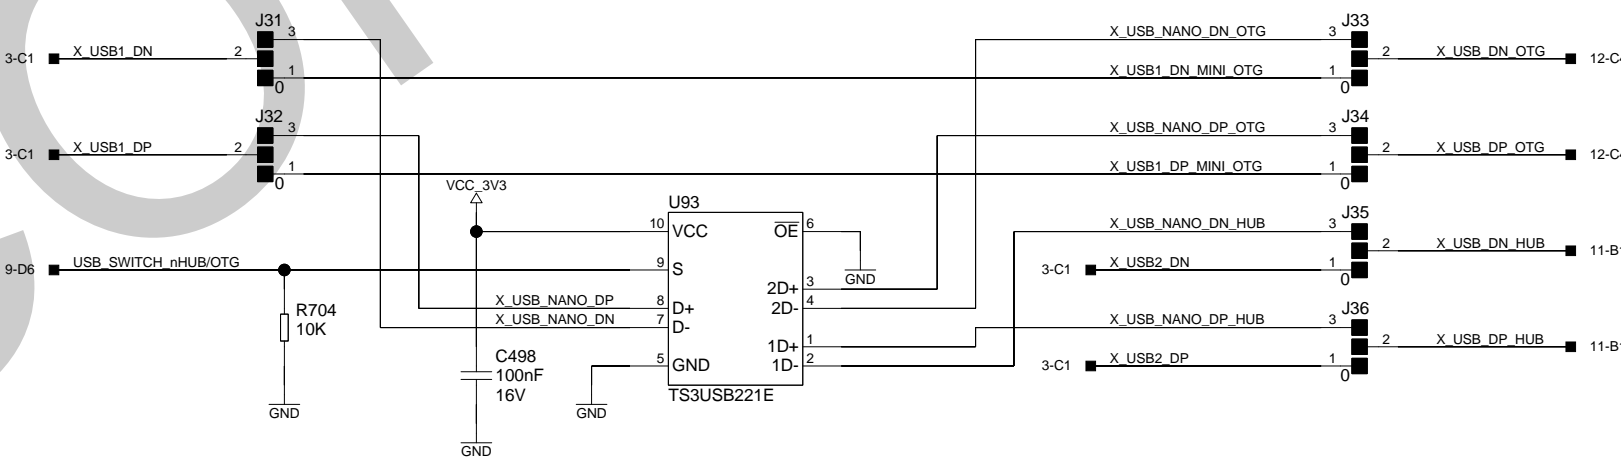 J31
3
3-C1
X_USB1_DN
2
1
0
J32
3
3-C1
X_USB1_DP
2
1
0
VCC_3V3
9-D6
USB_SWITCH_nHUB/OTG
R704
10K
GND
X_USB_NANO_DP
X_USB_NANO_DN
C498
100nF
16V
GND
GND
U93
10
VCC
9
S
8
D+
7
D-
5
GND
OE
6
2D+
3
2D-
4
1D+
1
1D-
2
TS3USB221E
GND
J33
X_USB_NANO_DN_OTG
3
X_USB1_DN_MINI_OTG
1
0
2
X_USB_DN_OTG
J34
X_USB_NANO_DP_OTG
3
X_USB1_DP_MINI_OTG
1
0
2
X_USB_DP_OTG
J35
X_USB_NANO_DN_HUB
3
3-C1
X_USB2_DN
1
0
2
X_USB_DN_HUB
J36
X_USB_NANO_DP_HUB
3
3-C1
X_USB2_DP
1
0
2
X_USB_DP_HUB